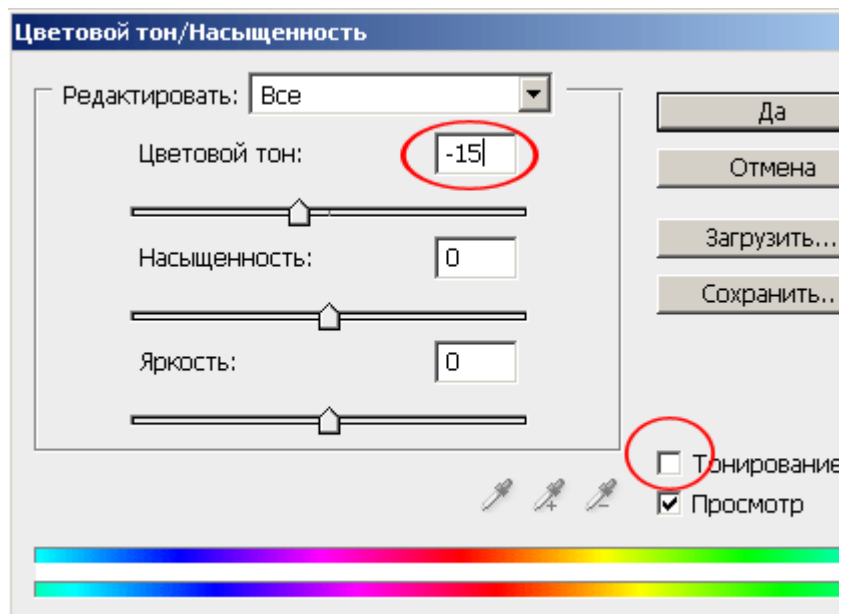 Цветовой тон/Насыщенность
Редактировать: Все
Да
Цветовой тон: -15
Отмена
Загрузить...
Насыщенность: 0
Сохранить..
Яркость: 0
Тонирование
Просмотр